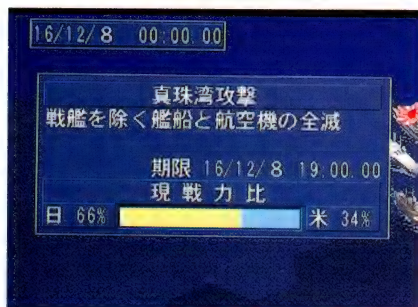 16/12/8 00:00.00
真珠湾攻撃
戦艦を除く艦船と航空機の全滅
期限 16/12/8 19:00.00
現戦力比
日 66% 米 34%